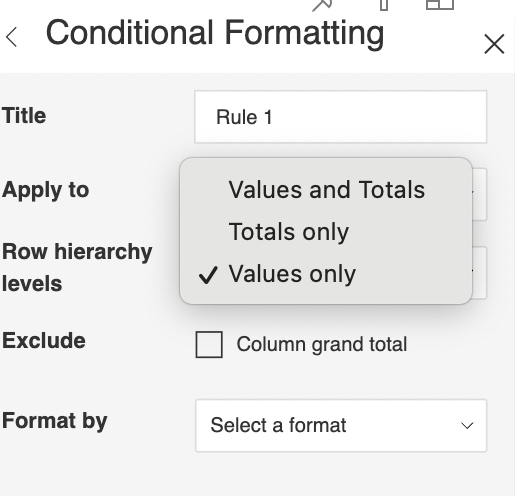 Conditional Formatting
Title
Rule 1
Apply to
Values and Totals
Totals only
Row hierarchy
levels
Values only
Exclude
Column grand total
Format by
Select a format